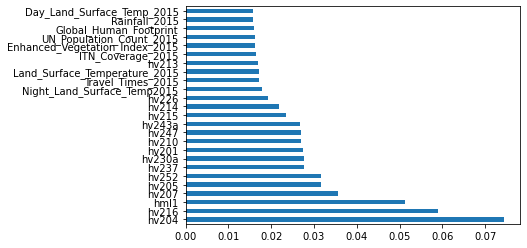 Day_Land_Surface_Temp_2015
Rainfall_2015
Global_Human_Footprint
UN_Population_Count_2015
Enhanced_Vegetation_Index_2015
ITN_Coverage_2015
hv213
Land_Surface_Temperature_2015
Travel_Times_2015
Night_Land_Surface_Temp2015
hv226
hv214
hv215
hv243a
hv247
hv210
hv201
hv230a
hv237
hv252
hv205
hv207
hml1
hv216
hv204
0.00 0.01 0.02 0.03 0.04 0.05 0.06 0.07